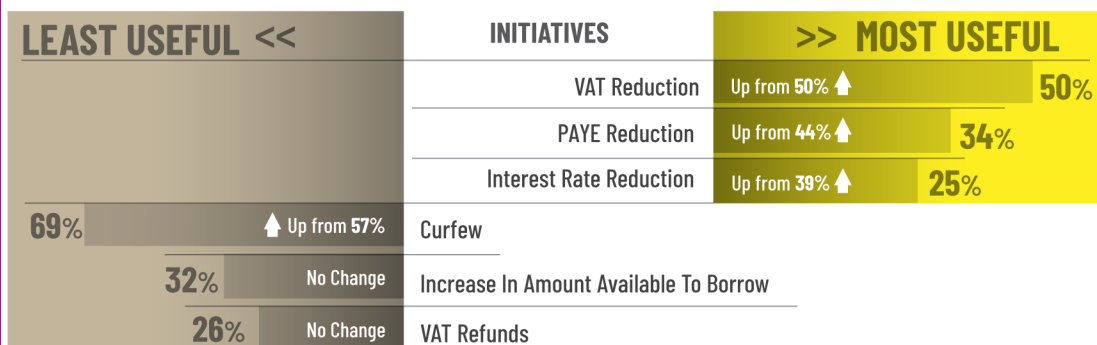 LEAST USEFUL << INITIATIVES >> MOST USEFUL
VAT Reduction Up from 50% 50%
PAYE Reduction Up from 44% 34%
Interest Rate Reduction Up from 39% 25%
69% Up from 57% Curfew
32% No Change Increase In Amount Available To Borrow
26% No Change VAT Refunds